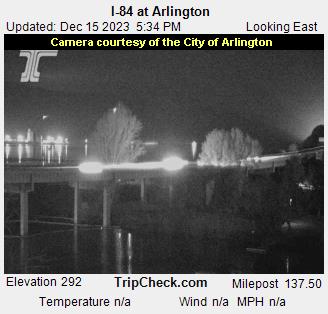 I-84 at Arlington
Updated: Dec 15 2023 5:34 PM Looking East
Camera courtesy of the City of Arlington
Elevation 292 TripCheck.com Milepost 137.50
Temperature n/a Wind n/a MPH n/a